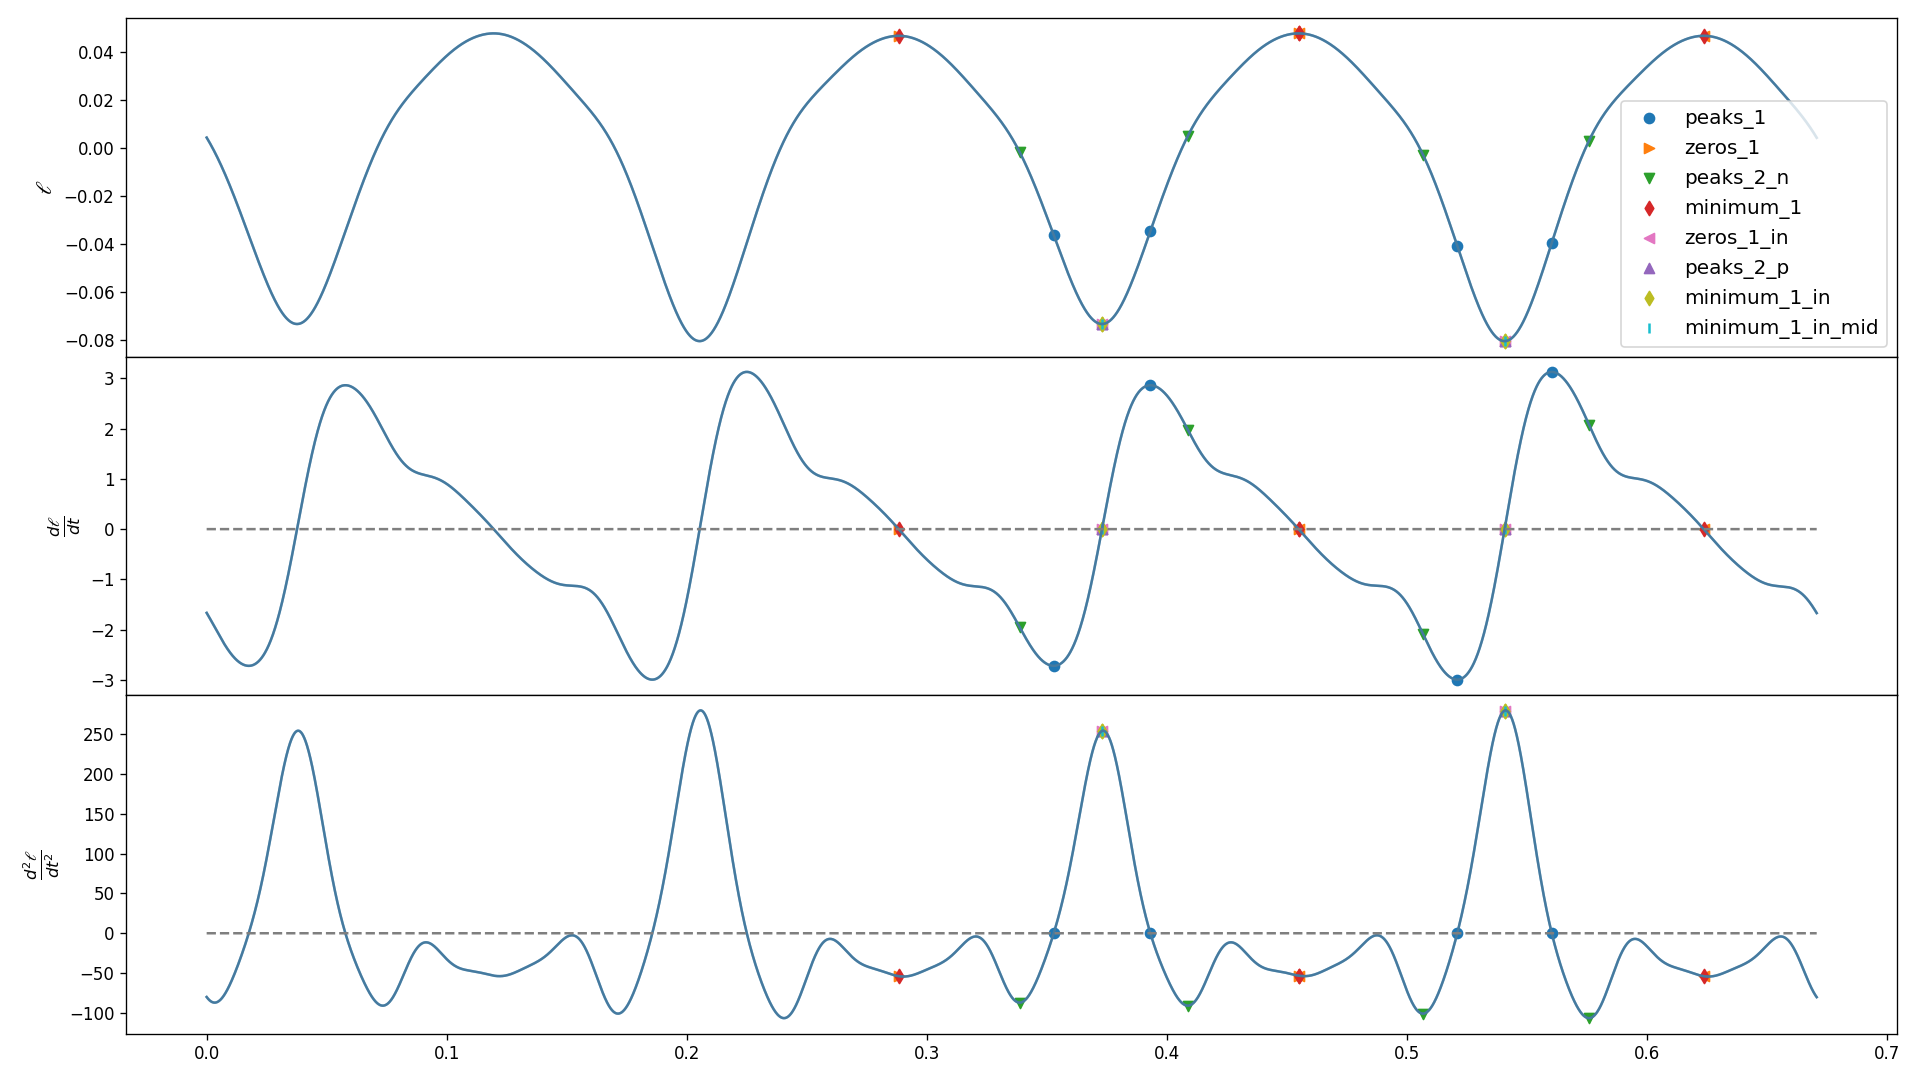 0.04
0.02
0.00
−0.02
−0.04
−0.06
−0.08
ℓ
peaks_1
zeros_1
peaks_2_n
minimum_1
zeros_1_in
peaks_2_p
minimum_1_in
minimum_1_in_mid
3
2
1
0
−1
−2
−3
dℓ
dt
250
200
150
100
50
0
−50
−100
d²ℓ
dt²
0.0 0.1 0.2 0.3 0.4 0.5 0.6 0.7